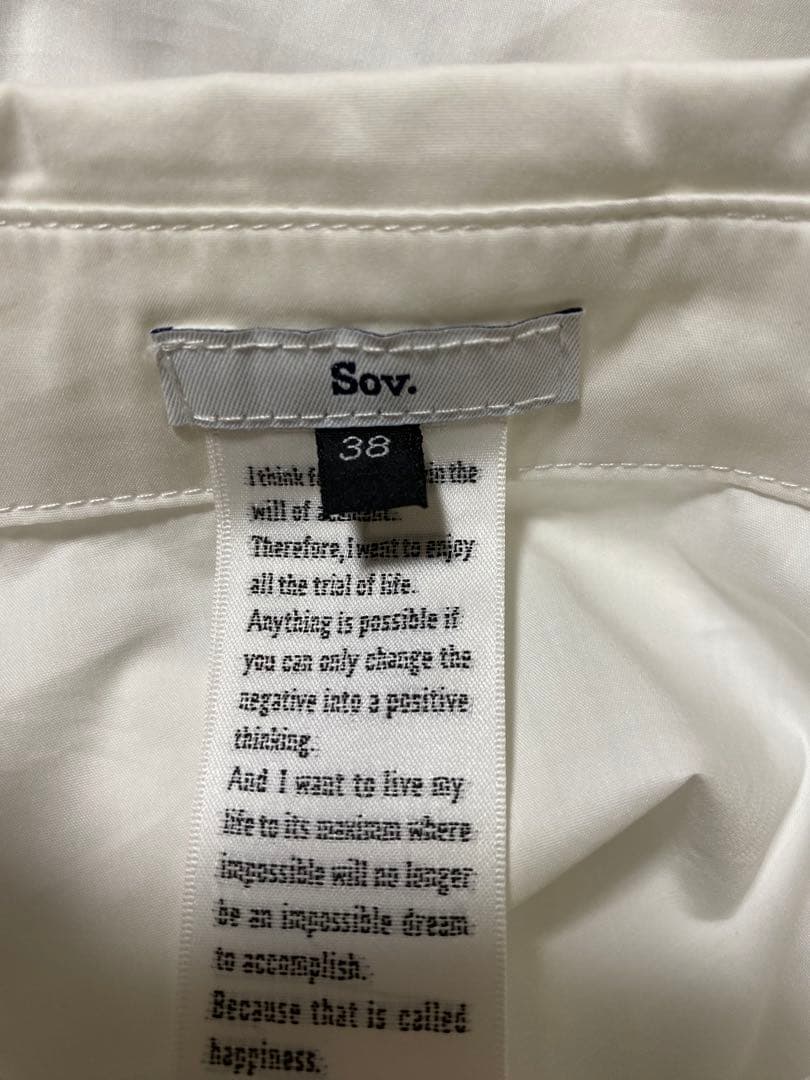 Sov.
38
I think in the
will of
Therefore, I want to enjoy
all the trial of life.
Anything is possible if
you can only change the
negative into a positive
thinking.
And I want to live my
life to its maximum where
impossible will no longer
be an impossible dream
to accomplish.
Because that is called
happiness.